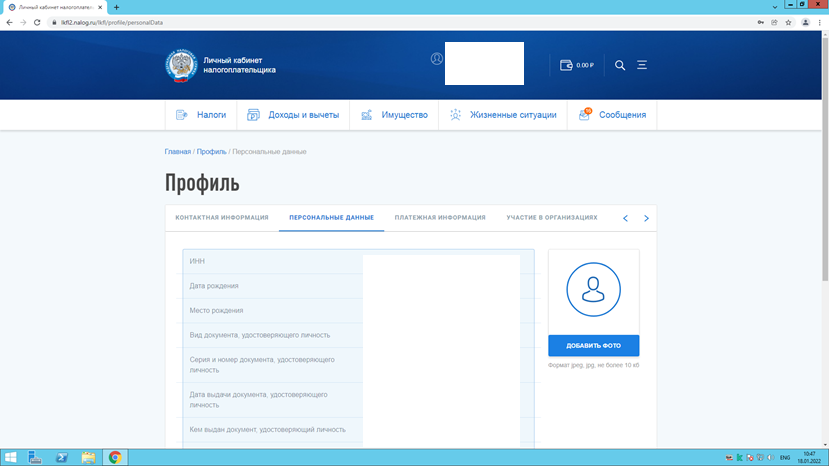 Личный кабинет налогоплатель
lkfl2.nalog.ru/lkfl/profile/personalData
Личный кабинет
налогоплательщика
0.00 ₽
Налоги
Доходы и вычеты
Имущество
Жизненные ситуации
Сообщения
Главная / Профиль / Персональные данные
Профиль
КОНТАКТНАЯ ИНФОРМАЦИЯ
ПЕРСОНАЛЬНЫЕ ДАННЫЕ
ПЛАТЕЖНАЯ ИНФОРМАЦИЯ
УЧАСТИЕ В ОРГАНИЗАЦИЯХ
ИНН
Дата рождения
Место рождения
Вид документа, удостоверяющего личность
Серия и номер документа, удостоверяющего
личность
Дата выдачи документа, удостоверяющего
личность
Кем выдан документ, удостоверяющий личность
ДОБАВИТЬ ФОТО
Формат jpeg, jpg, не более 10 кб
ENG
10:47
18.01.2022